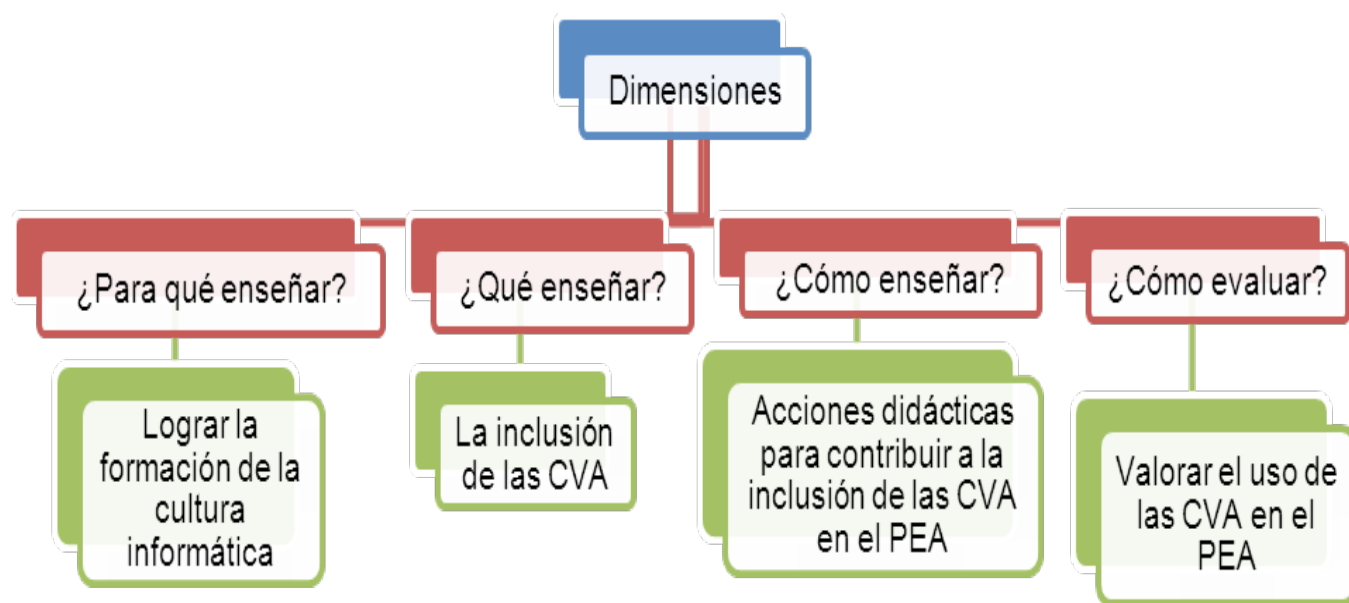 Dimensiones
¿Para qué enseñar?
¿Qué enseñar?
¿Cómo enseñar?
¿Cómo evaluar?
Lograr la
formación de la
cultura
informática
La inclusión
de las CVA
Acciones didácticas
para contribuir a la
inclusión de las CVA
en el PEA
Valorar el uso de
las CVA en el
PEA